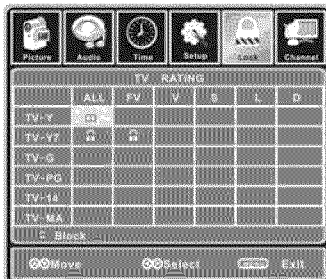 Picture Audio Time Setup Lock Channel
TV RATING
ALL FV V S L D
TV-Y
TV-Y7
TV-G
TV-PG
TV-14
TV-MA
Block
Move Select MENU Exit